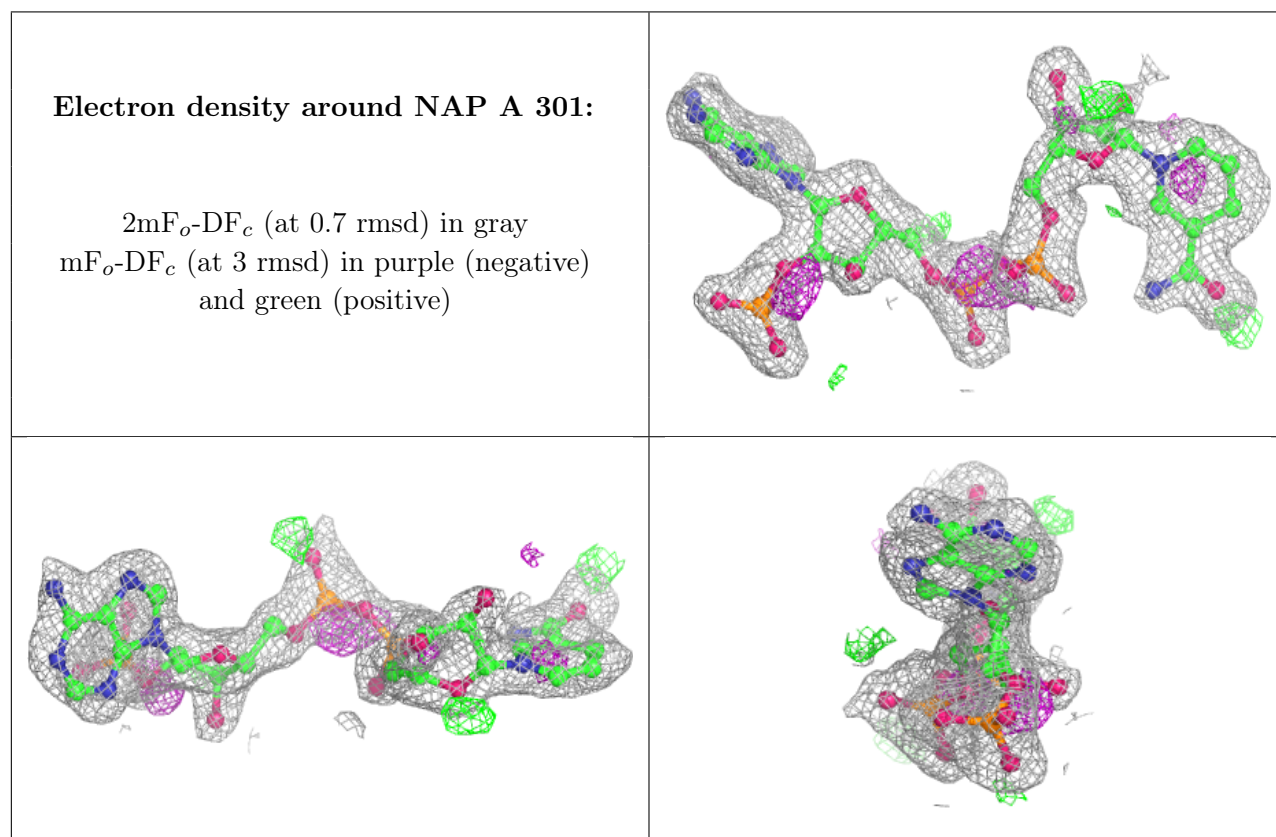 Electron density around NAP A 301:
2mFo-DFc (at 0.7 rmsd) in gray
mFo-DFc (at 3 rmsd) in purple (negative)
and green (positive)